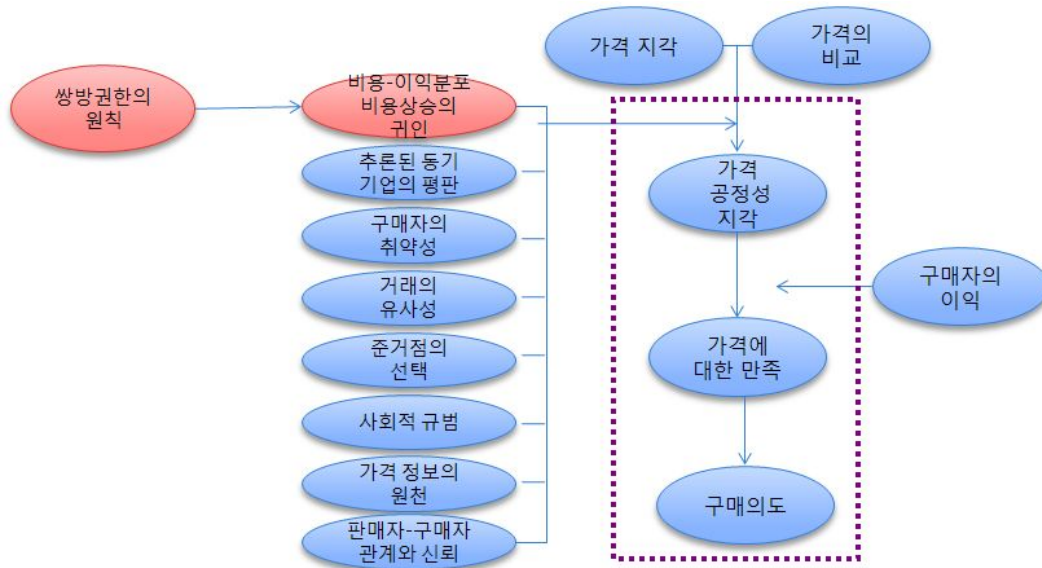 가격 지각
가격의
비교
쌍방권한의
원칙
비용-이익분포
비용상승의
귀인
추론된 동기
기업의 평판
구매자의
취약성
거래의
유사성
준거점의
선택
사회적 규범
가격 정보의
원천
판매자-구매자
관계와 신뢰
가격
공정성
지각
구매자의
이익
가격에
대한 만족
구매의도